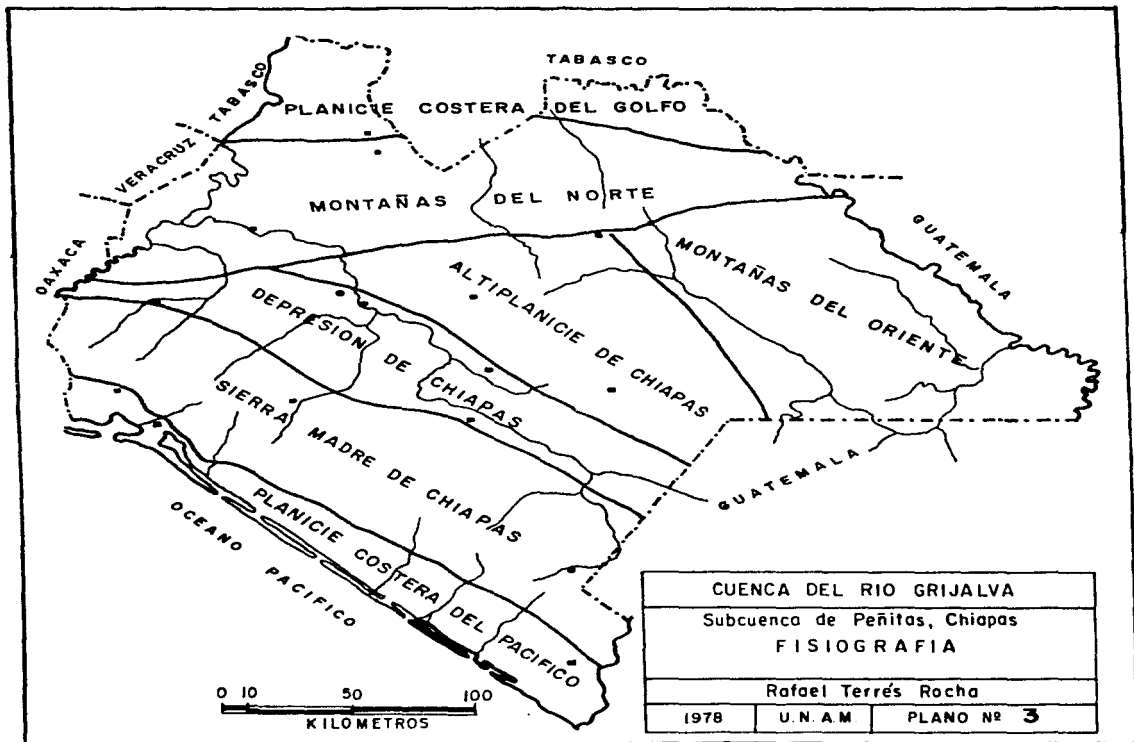 TABASCO
TABASCO
PLANICIE COSTERA DEL GOLFO
VERACRUZ
MONTAÑAS DEL NORTE
OAXACA
GUATEMALA
MONTAÑAS DEL ORIENTE
ALTIPLANICIE DE CHIAPAS
DEPRESION DE CHIAPAS
SIERRA MADRE DE CHIAPAS
GUATEMALA
PLANICIE COSTERA DEL PACIFICO
OCEANO PACIFICO
0 10 50 100
KILOMETROS
CUENCA DEL RIO GRIJALVA
Subcuenca de Peñitas, Chiapas
FISIOGRAFIA
Rafael Terrés Rocha
1978 U.N.A.M. PLANO Nº 3